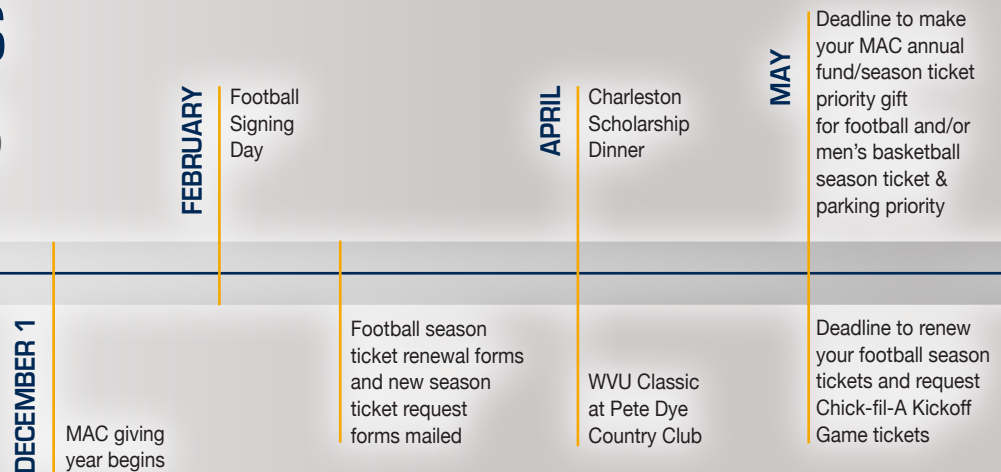 S
FEBRUARY
Football
Signing
Day
APRIL
Charleston
Scholarship
Dinner
MAY
Deadline to make
your MAC annual
fund/season ticket
priority gift
for football and/or
men's basketball
season ticket &
parking priority
DECEMBER 1
MAC giving
year begins
Football season
ticket renewal forms
and new season
ticket request
forms mailed
WVU Classic
at Pete Dye
Country Club
Deadline to renew
your football season
tickets and request
Chick-fil-A Kickoff
Game tickets